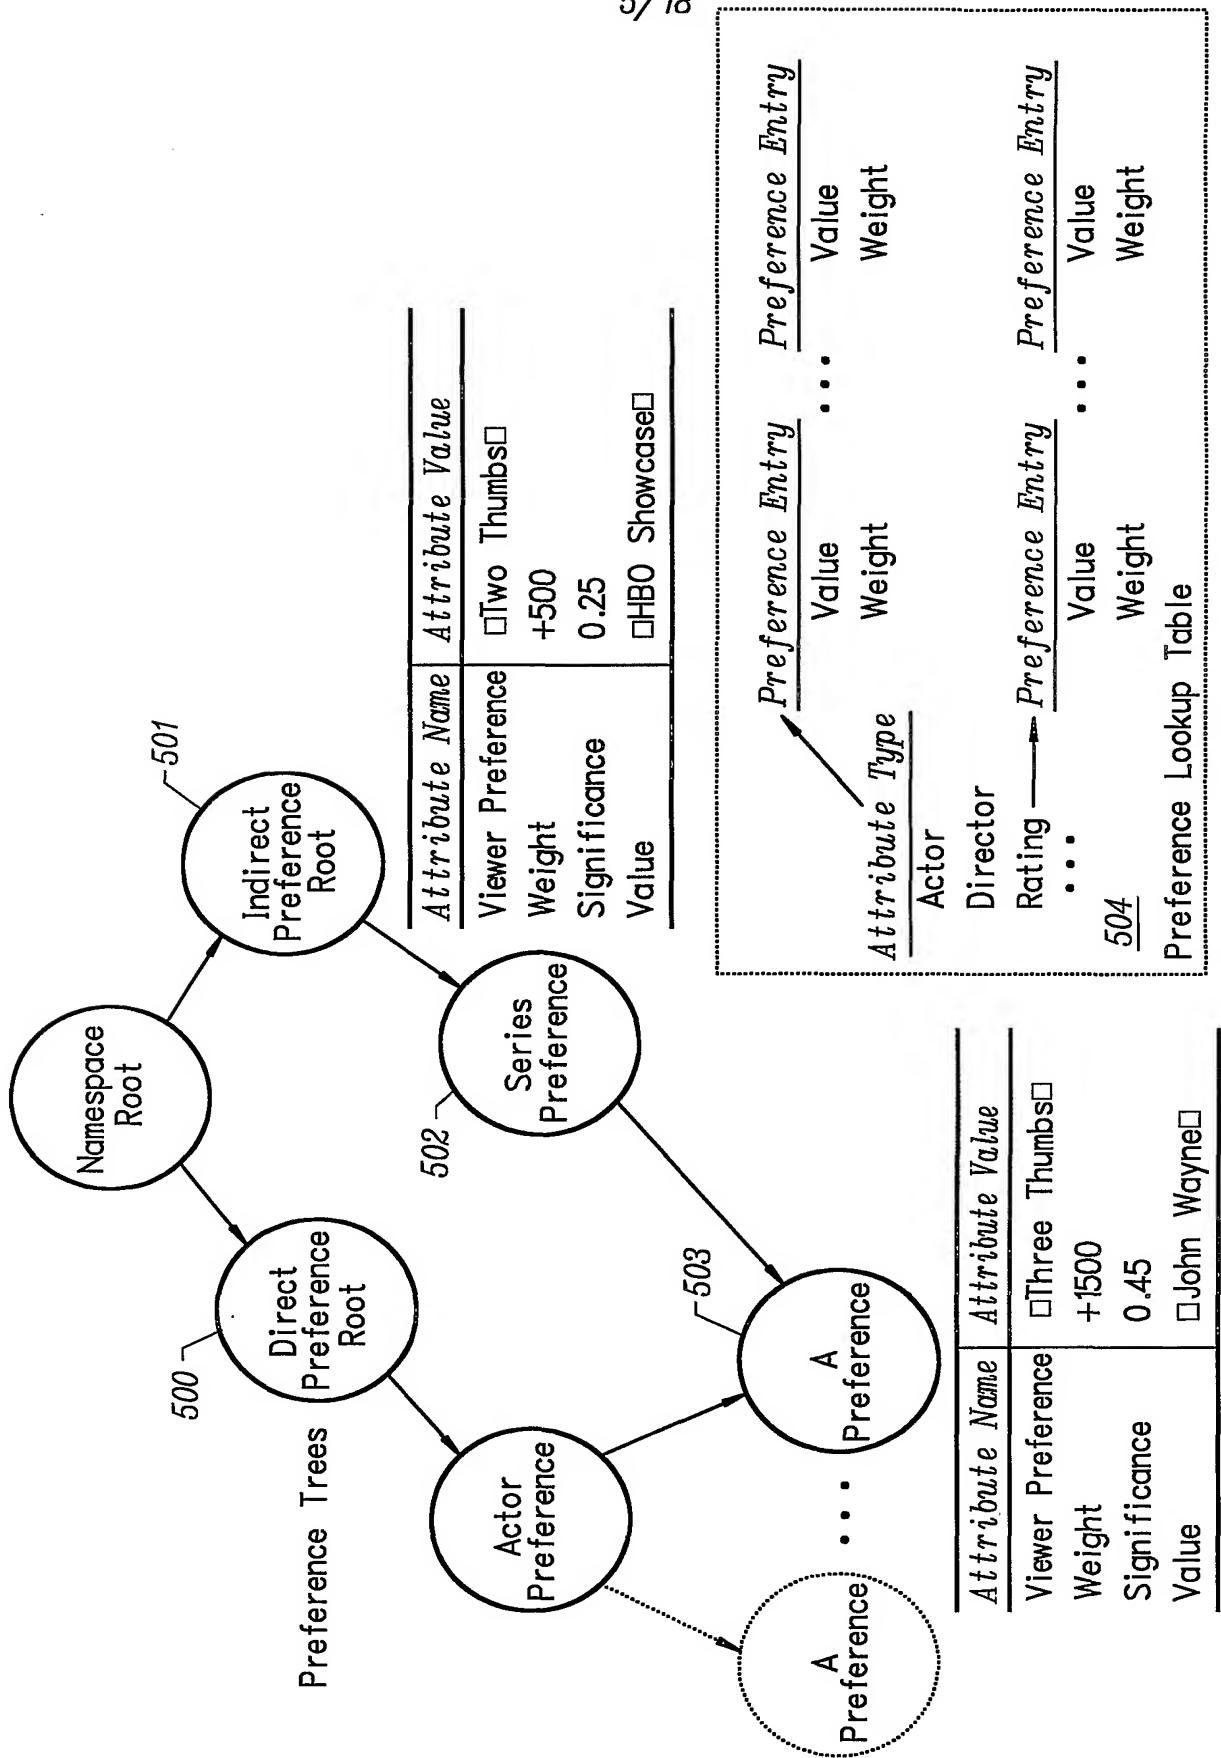 5/18
Preference Trees
Namespace
Root
500
Direct
Preference
Root
501
Indirect
Preference
Root
Actor
Preference
502
Series
Preference
A
Preference
...
503
A
Preference
Attribute Name Attribute Value
Viewer Preference □Two Thumbs□
Weight +500
Significance 0.25
Value □HBO Showcase□
Attribute Name Attribute Value
Viewer Preference □Three Thumbs□
Weight +1500
Significance 0.45
Value □John Wayne□
Attribute Type
Actor
Director
Rating
...
Preference Entry ... Preference Entry
Value Value
Weight Weight
Preference Entry ... Preference Entry
Value Value
Weight Weight
504
Preference Lookup Table